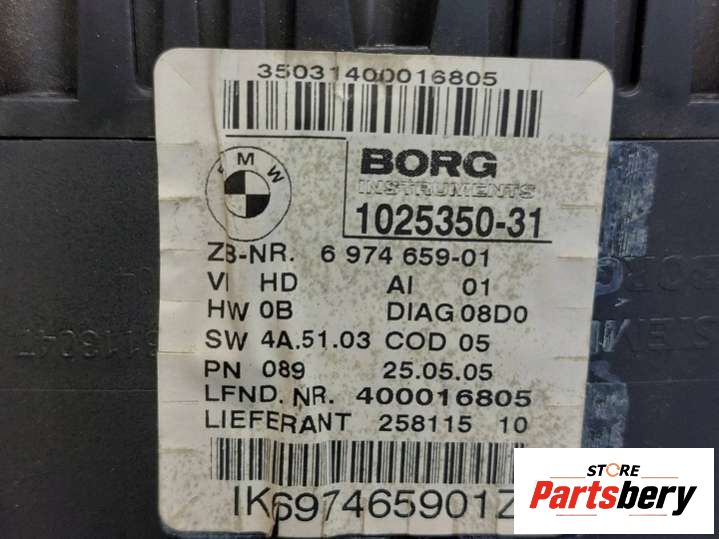 35031400016805
BMW
BORG
INSTRUMENTS
1025350-31
ZB-NR. 6 974 659-01
VI HD AI 01
HW 0B DIAG 08D0
SW 4A.51.03 COD 05
PN 089 25.05.05
LFND. NR. 400016805
LIEFERANT 258115 10
IK697465901Z
STORE
Partsbery